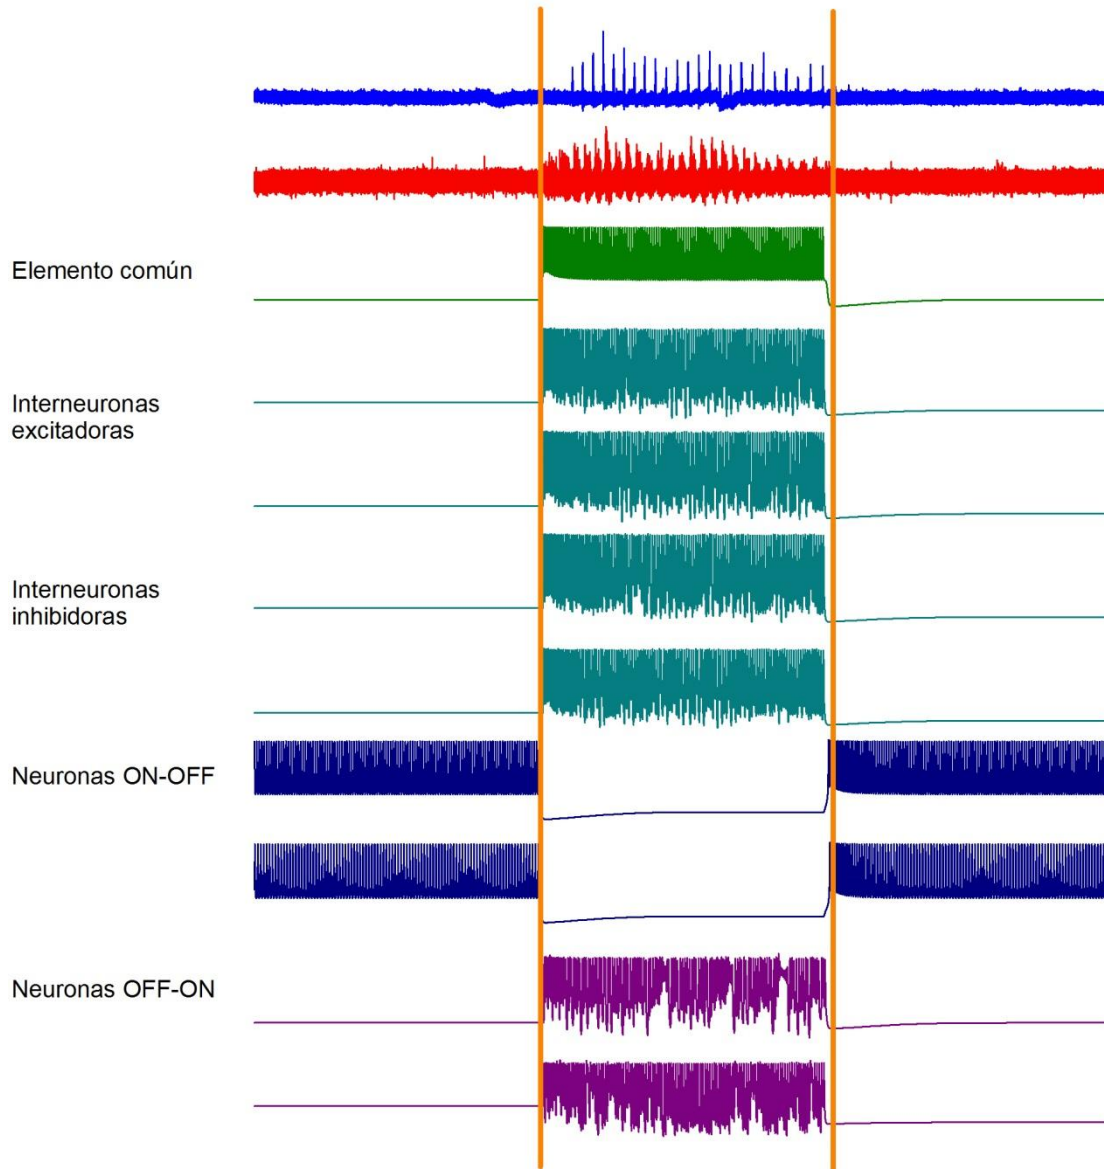 Elemento común
Interneuronas
excitadoras
Interneuronas
inhibidoras
Neuronas ON-OFF
Neuronas OFF-ON